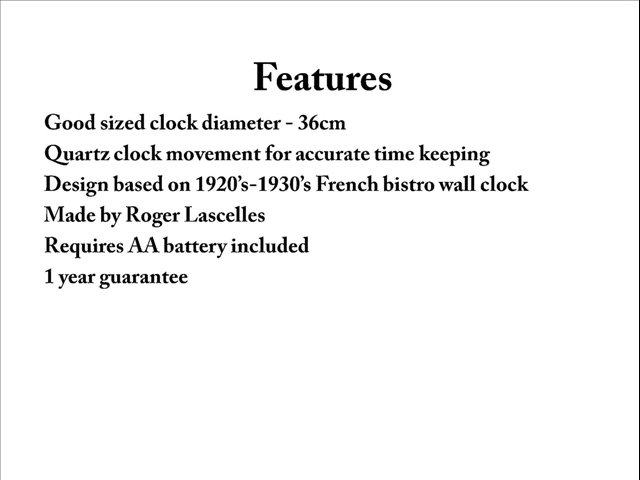 Features
Good sized clock diameter - 36cm
Quartz clock movement for accurate time keeping
Design based on 1920’s-1930’s French bistro wall clock
Made by Roger Lascelles
Requires AA battery included
1 year guarantee